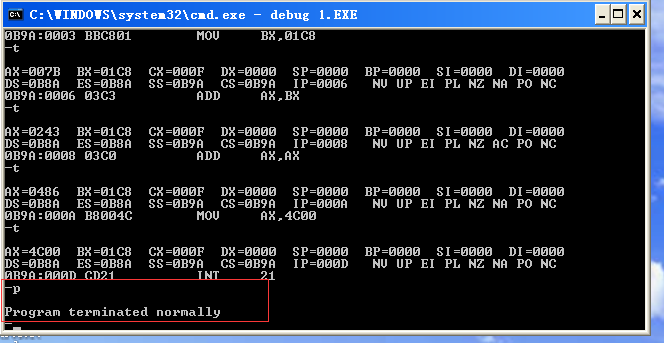 C:\WINDOWS\system32\cmd.exe - debug 1.EXE
0B9A:0003 BBC801        MOV     BX,01C8
-t
AX=007B  BX=01C8  CX=000F  DX=0000  SP=0000  BP=0000  SI=0000  DI=0000
DS=0B8A  ES=0B8A  SS=0B9A  CS=0B9A  IP=0006   NV UP EI PL NZ NA PO NC
0B9A:0006 03C3          ADD     AX,BX
-t
AX=0243  BX=01C8  CX=000F  DX=0000  SP=0000  BP=0000  SI=0000  DI=0000
DS=0B8A  ES=0B8A  SS=0B9A  CS=0B9A  IP=0008   NV UP EI PL NZ AC PO NC
0B9A:0008 03C0          ADD     AX,AX
-t
AX=0486  BX=01C8  CX=000F  DX=0000  SP=0000  BP=0000  SI=0000  DI=0000
DS=0B8A  ES=0B8A  SS=0B9A  CS=0B9A  IP=000A   NV UP EI PL NZ NA PO NC
0B9A:000A B8004C        MOV     AX,4C00
-t
AX=4C00  BX=01C8  CX=000F  DX=0000  SP=0000  BP=0000  SI=0000  DI=0000
DS=0B8A  ES=0B8A  SS=0B9A  CS=0B9A  IP=000D   NV UP EI PL NZ NA PO NC
0B9A:000D CD21          INT     21
-p
Program terminated normally
-